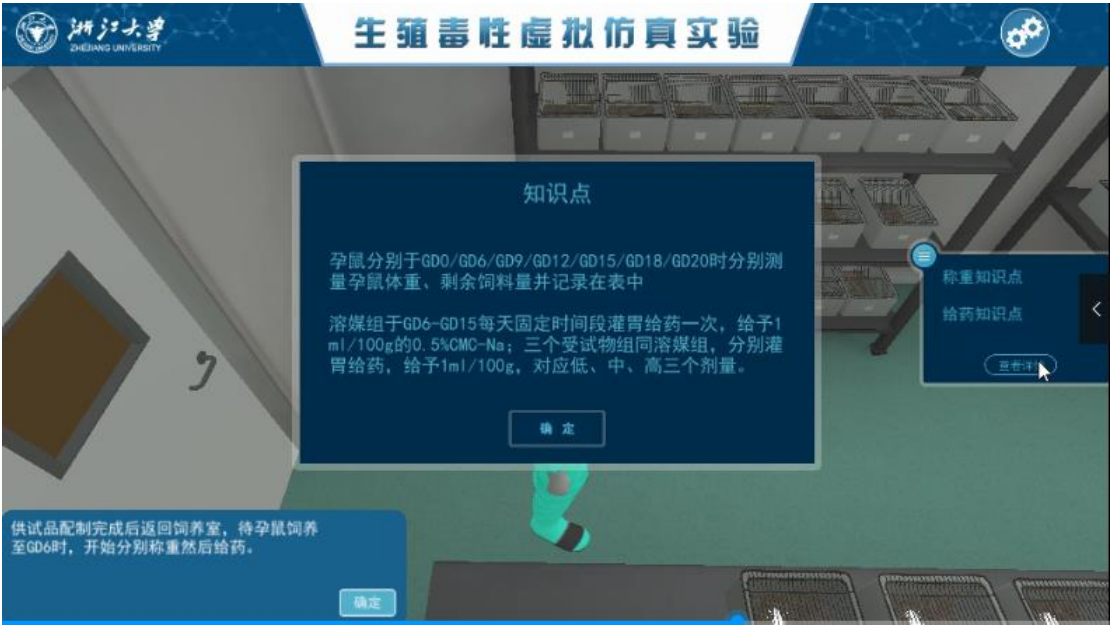 浙江大学
ZHEJIANG UNIVERSITY
生殖毒性虚拟仿真实验
知识点
孕鼠分别于GD0/GD6/GD9/GD12/GD15/GD18/GD20时分别测
量孕鼠体重、剩余饲料量并记录在表中
溶媒组于GD6-GD15每天固定时间段灌胃给药一次，给予1
ml/100g的0.5%CMC-Na；三个受试物组同溶媒组，分别灌
胃给药，给予1ml/100g，对应低、中、高三个剂量。
确 定
称重知识点
给药知识点
查看详情
供试品配制完成后返回饲养室，待孕鼠饲养
至GD6时，开始分别称重然后给药。
确定